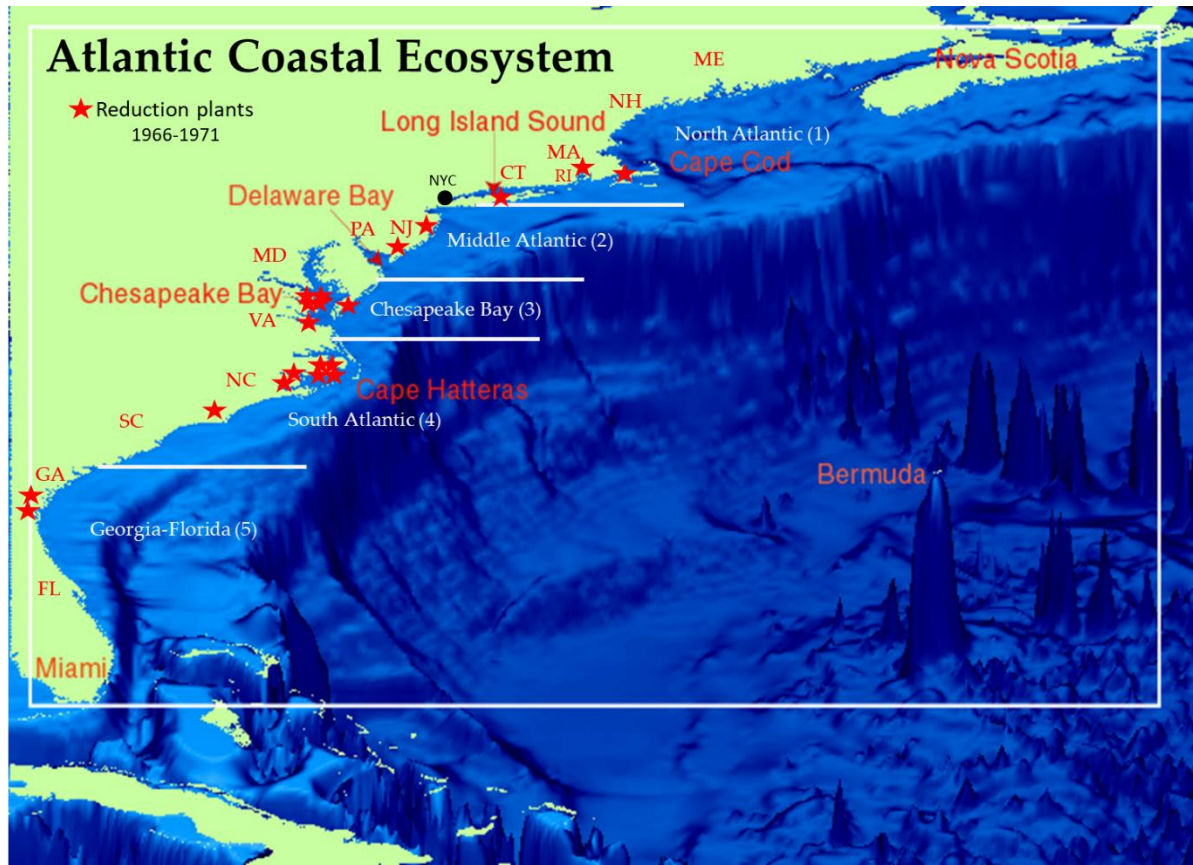 Atlantic Coastal Ecosystem
ME
Nova Scotia
Reduction plants
1966-1971
NH
Long Island Sound
North Atlantic (1)
MA
Cape Cod
CT
RI
NYC
Delaware Bay
PA
NJ
Middle Atlantic (2)
MD
Chesapeake Bay
Chesapeake Bay (3)
VA
NC
Cape Hatteras
SC
South Atlantic (4)
GA
Bermuda
Georgia-Florida (5)
FL
Miami